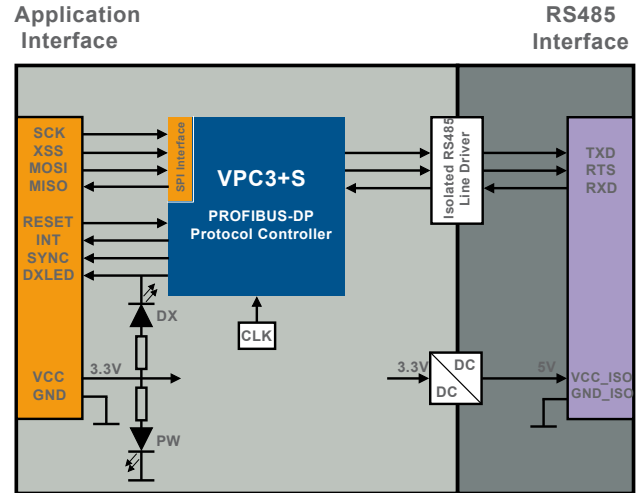 Application
Interface
RS485
Interface
SCK
XSS
MOSI
MISO
RESET
INT
SYNC
DXLED
VCC
GND
SPI Interface
VPC3+S
PROFIBUS-DP
Protocol Controller
CLK
DX
PW
3.3V
Isolated RS485
Line Driver
3.3V
DC
DC
5V
TXD
RTS
RXD
VCC_ISO
GND_ISO